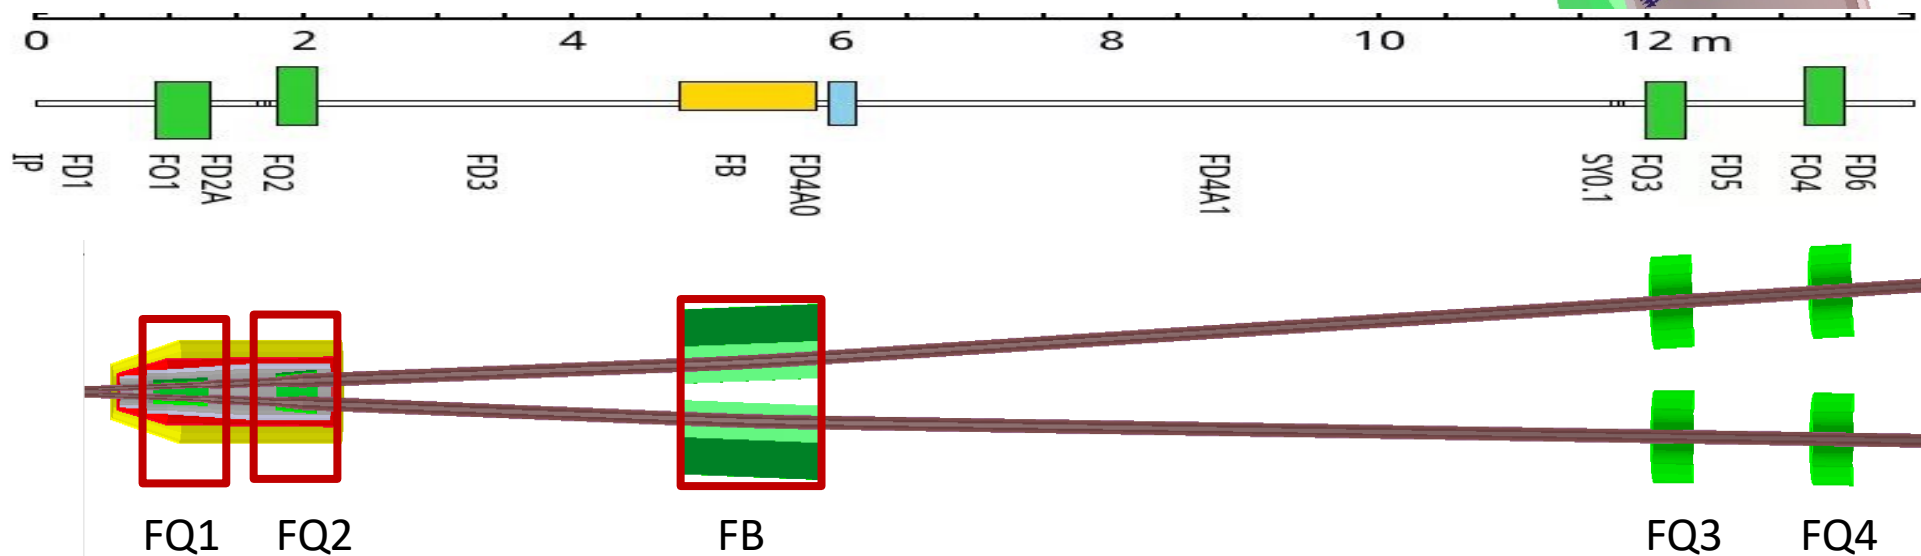 0 2 4 6 8 10 12 m
IP FD1 FQ1 FD2A FQ2 FD3 FB FD4A0 FD4A1 SY0.1 FQ3 FD5 FQ4 FD6
FQ1 FQ2 FB FQ3 FQ4